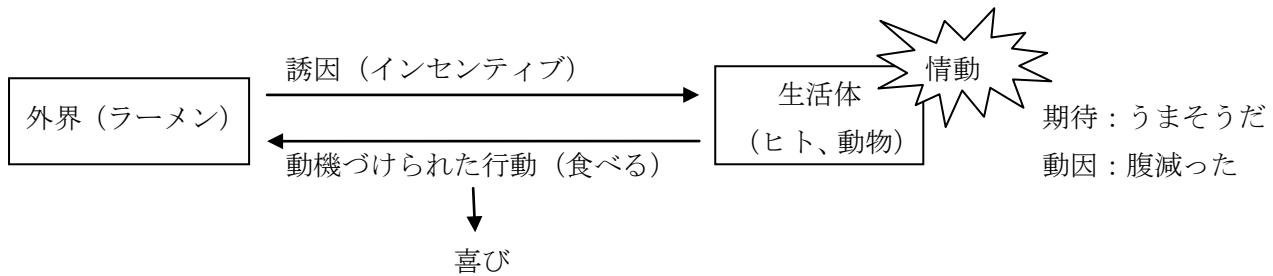 情動
誘因（インセンティブ）
生活体
（ヒト、動物）
外界（ラーメン）
期待：うまそうだ
動因：腹減った
動機づけられた行動（食べる）
喜び